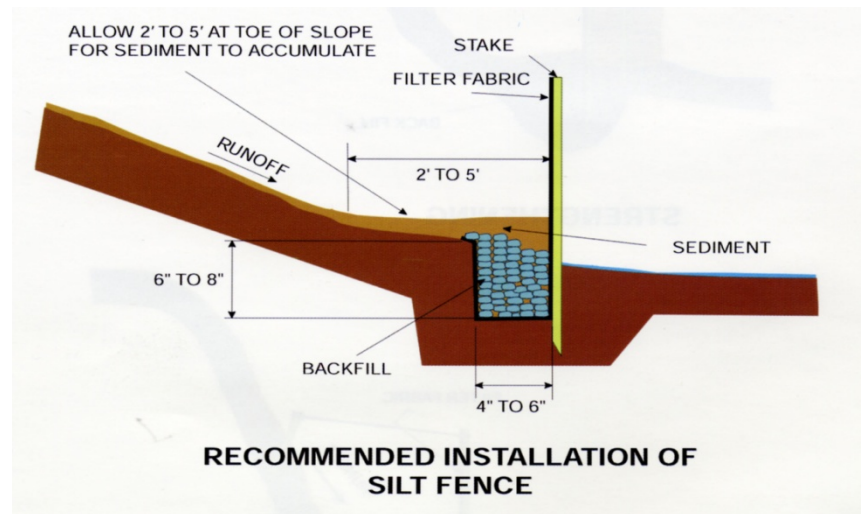 ALLOW 2' TO 5' AT TOE OF SLOPE
FOR SEDIMENT TO ACCUMULATE
STAKE
FILTER FABRIC
RUNOFF
2' TO 5'
SEDIMENT
6" TO 8"
BACKFILL
4" TO 6"
RECOMMENDED INSTALLATION OF
SILT FENCE